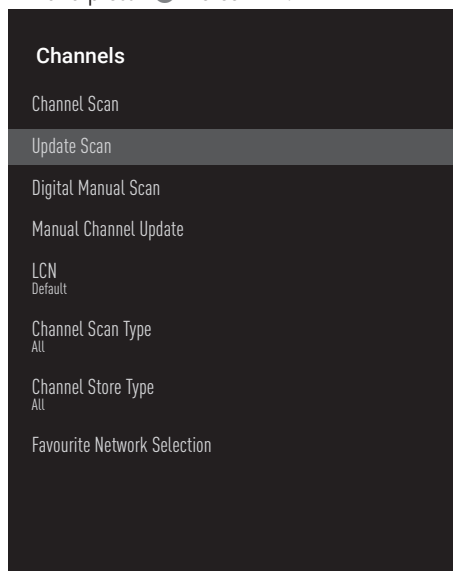 Channels
Channel Scan
Update Scan
Digital Manual Scan
Manual Channel Update
LCN
Default
Channel Scan Type
All
Channel Store Type
All
Favourite Network Selection